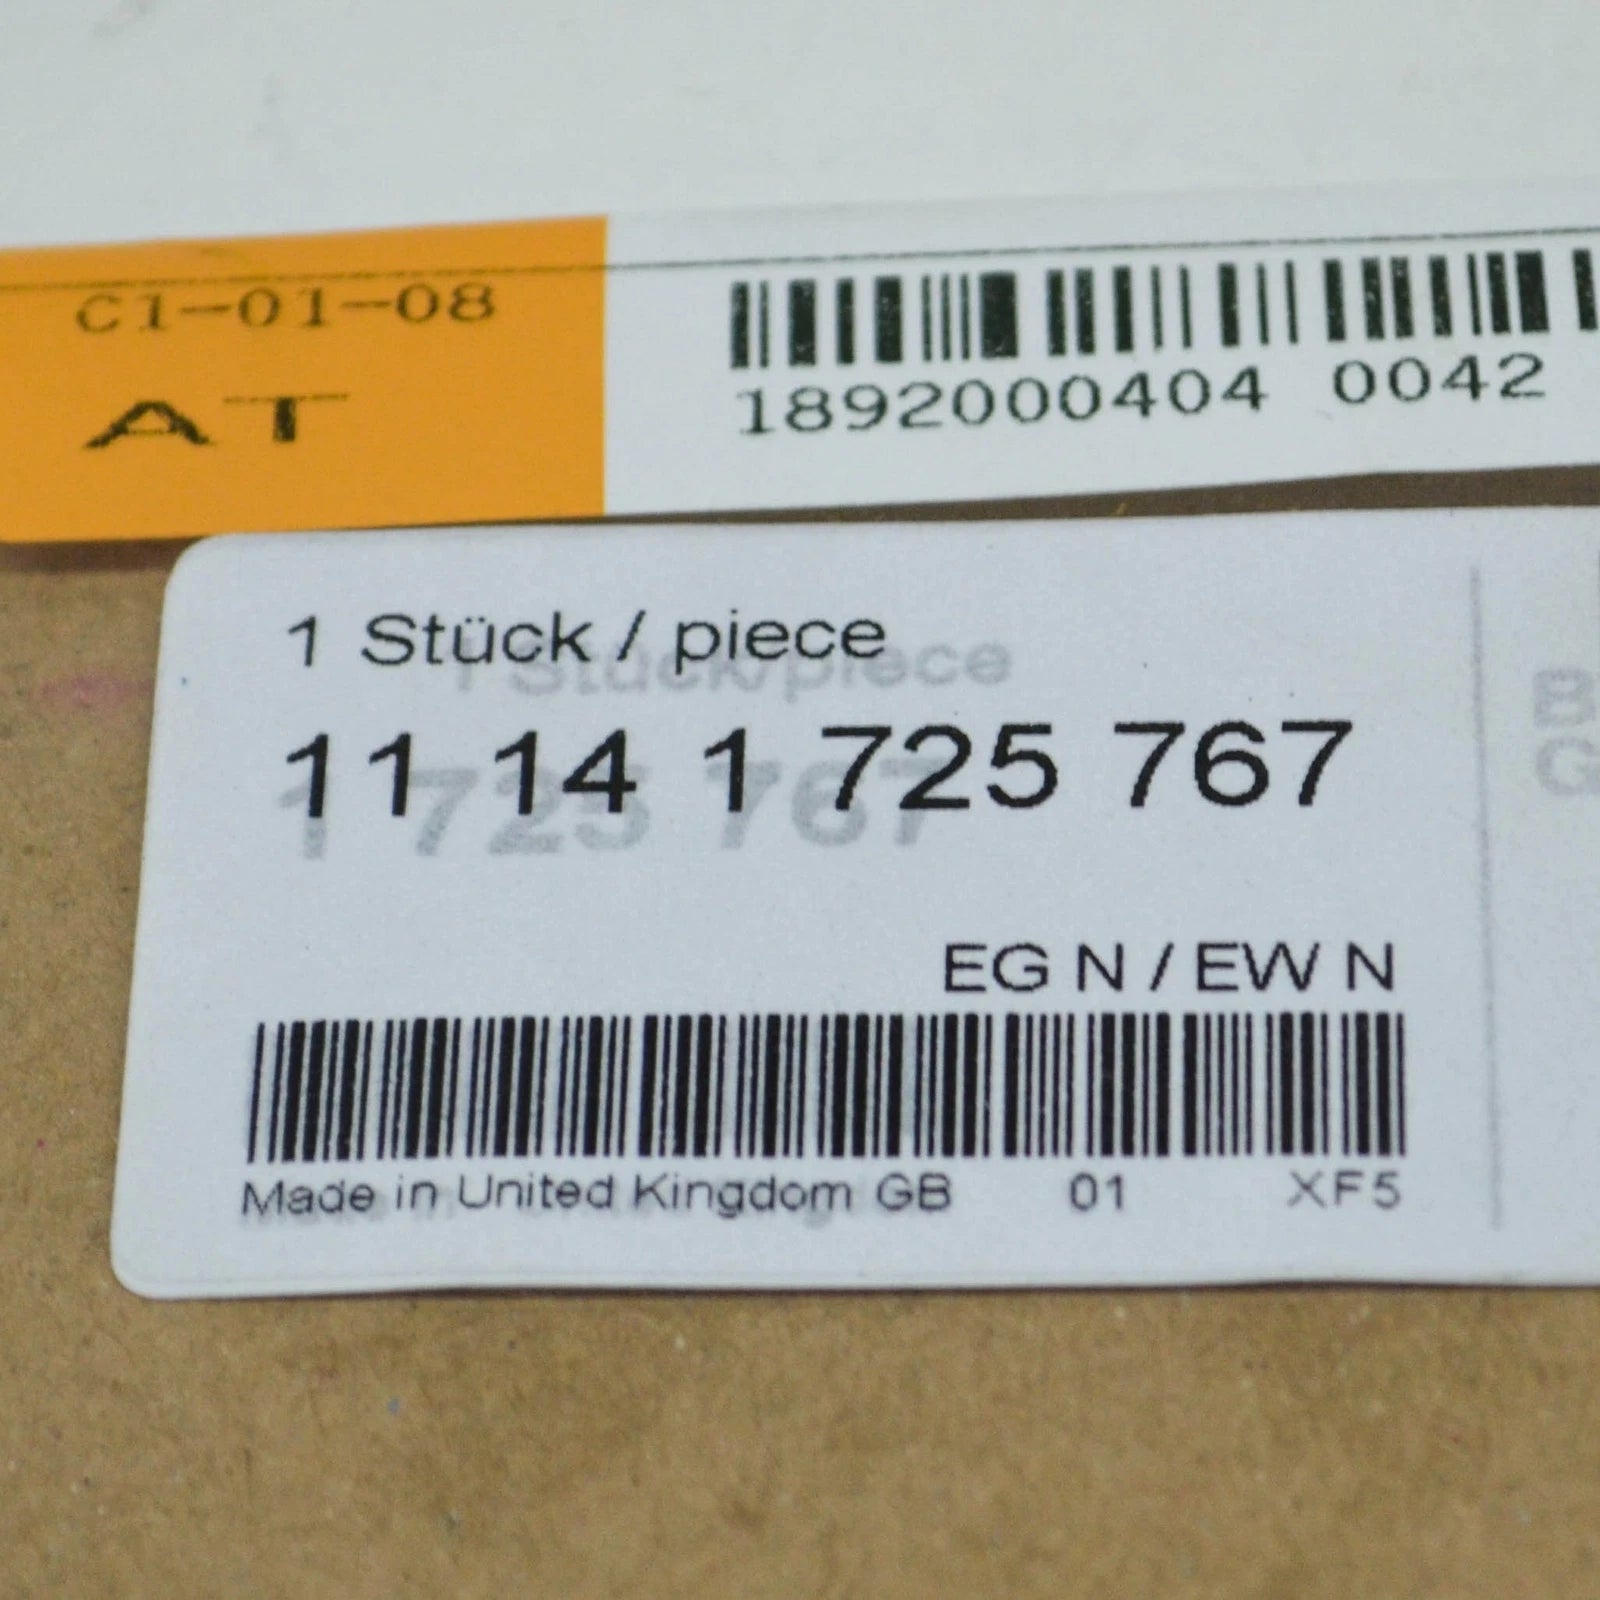 C1-01-08
AT
1892000404 0042
1 Stück / piece
11 14 1 725 767
EG N / EW N
Made in United Kingdom GB 01 XF5